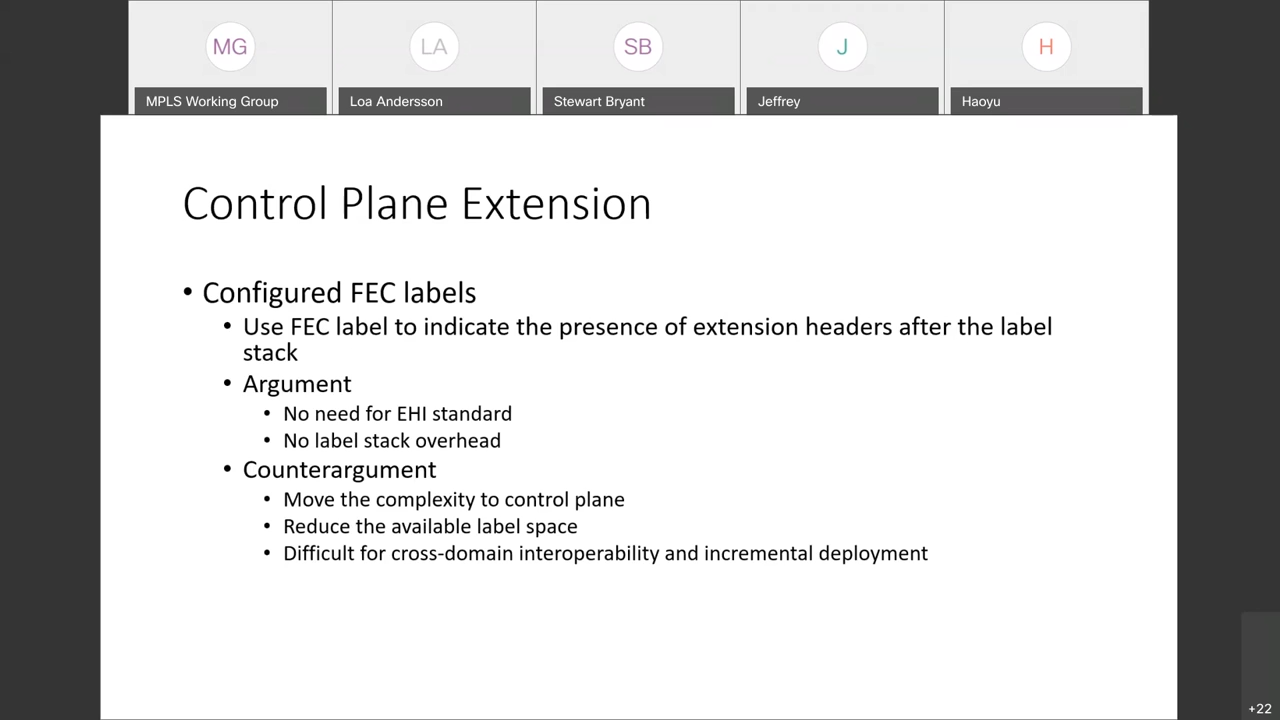 MG
LA
SB
J
H
MPLS Working Group
Loa Andersson
Stewart Bryant
Jeffrey
Haoyu
Control Plane Extension
• Configured FEC labels
• Use FEC label to indicate the presence of extension headers after the label
stack
• Argument
• No need for EHI standard
• No label stack overhead
• Counterargument
• Move the complexity to control plane
• Reduce the available label space
• Difficult for cross-domain interoperability and incremental deployment
+22